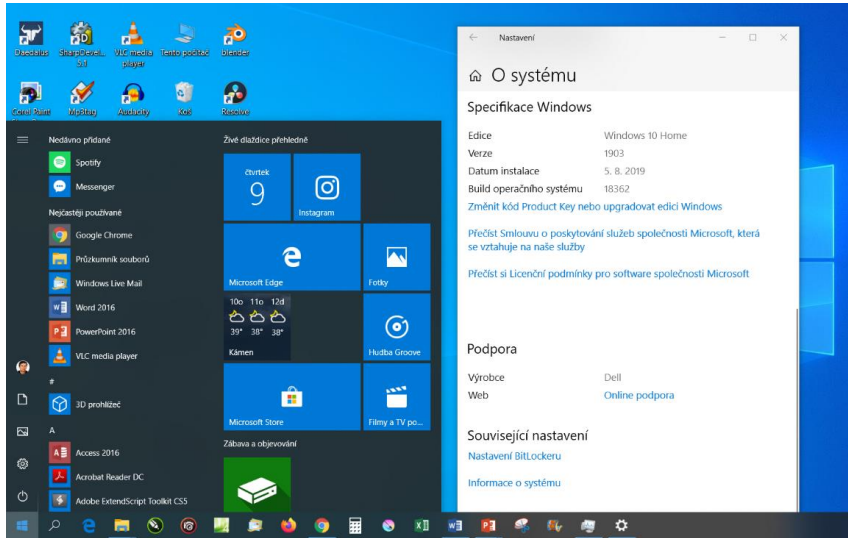 Daedalus
SharpDevel...
5.0
VLC media
player
Tento počítač
blender
Corel Paint
Mp3tag
Audacity
Koš
Resolve
Nedávno přidané
Spotify
Messenger
Nejčastěji používané
Google Chrome
Průzkumník souborů
Windows Live Mail
Word 2016
PowerPoint 2016
VLC media player
#
3D prohlížeč
A
Access 2016
Acrobat Reader DC
Adobe ExtendScript Toolkit CS5
Živé dlaždice přehledně
čtvrtek
9
Instagram
Microsoft Edge
Fotky
10o 11o 12d
39° 38° 38°
Kámen
Hudba Groove
Microsoft Store
Filmy a TV po...
Zábava a objevování
Nastavení
O systému
Specifikace Windows
Edice Windows 10 Home
Verze 1903
Datum instalace 5. 8. 2019
Build operačního systému 18362
Změnit kód Product Key nebo upgradovat edici Windows
Přečíst Smlouvu o poskytování služeb společnosti Microsoft, která
se vztahuje na naše služby
Přečíst si Licenční podmínky pro software společnosti Microsoft
Podpora
Výrobce Dell
Web Online podpora
Související nastavení
Nastavení BitLockeru
Informace o systému